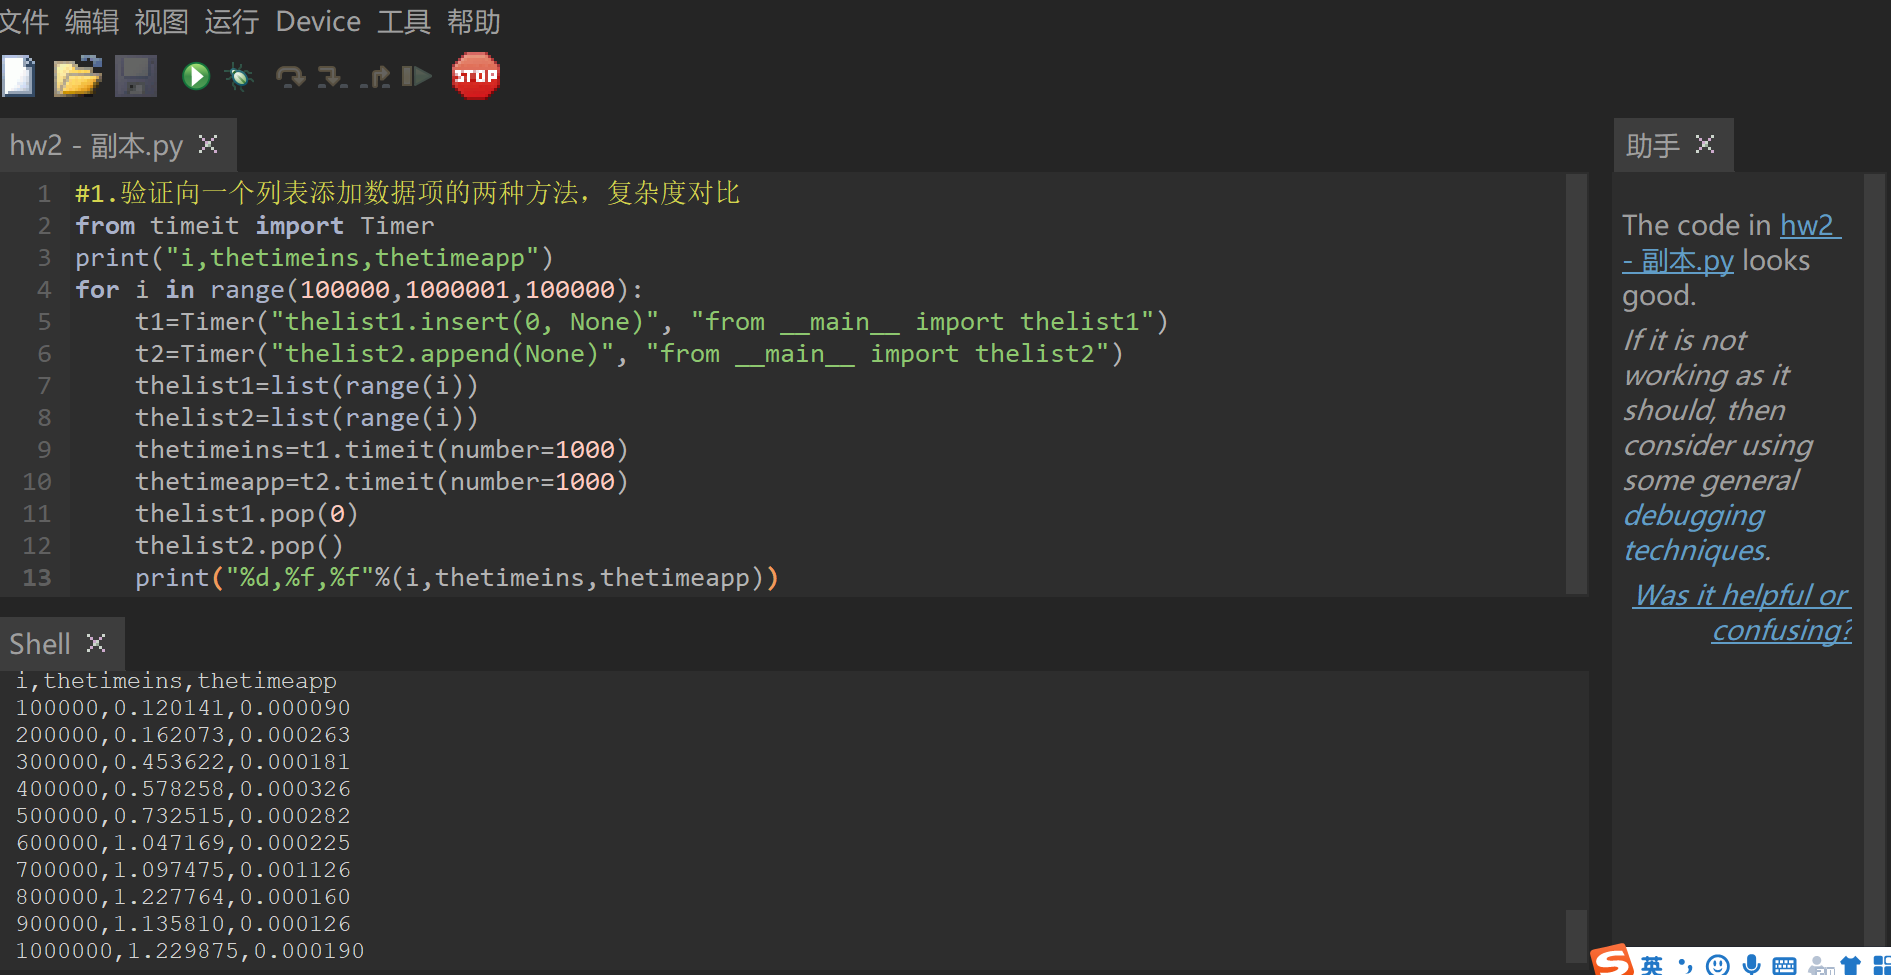 文件 编辑 视图 运行 Device 工具 帮助
STOP
hw2 - 副本.py
1 #1.验证向一个列表添加数据项的两种方法，复杂度对比
2 from timeit import Timer
3 print("i,thetimeins,thetimeapp")
4 for i in range(100000,1000001,100000):
5     t1=Timer("thelist1.insert(0, None)", "from __main__ import thelist1")
6     t2=Timer("thelist2.append(None)", "from __main__ import thelist2")
7     thelist1=list(range(i))
8     thelist2=list(range(i))
9     thetimeins=t1.timeit(number=1000)
10     thetimeapp=t2.timeit(number=1000)
11     thelist1.pop(0)
12     thelist2.pop()
13     print("%d,%f,%f"%(i,thetimeins,thetimeapp))
Shell
i,thetimeins,thetimeapp
100000,0.120141,0.000090
200000,0.162073,0.000263
300000,0.453622,0.000181
400000,0.578258,0.000326
500000,0.732515,0.000282
600000,1.047169,0.000225
700000,1.097475,0.001126
800000,1.227764,0.000160
900000,1.135810,0.000126
1000000,1.229875,0.000190
助手
The code in hw2
- 副本.py looks
good.
If it is not
working as it
should, then
consider using
some general
debugging
techniques.
Was it helpful or
confusing?
S 英